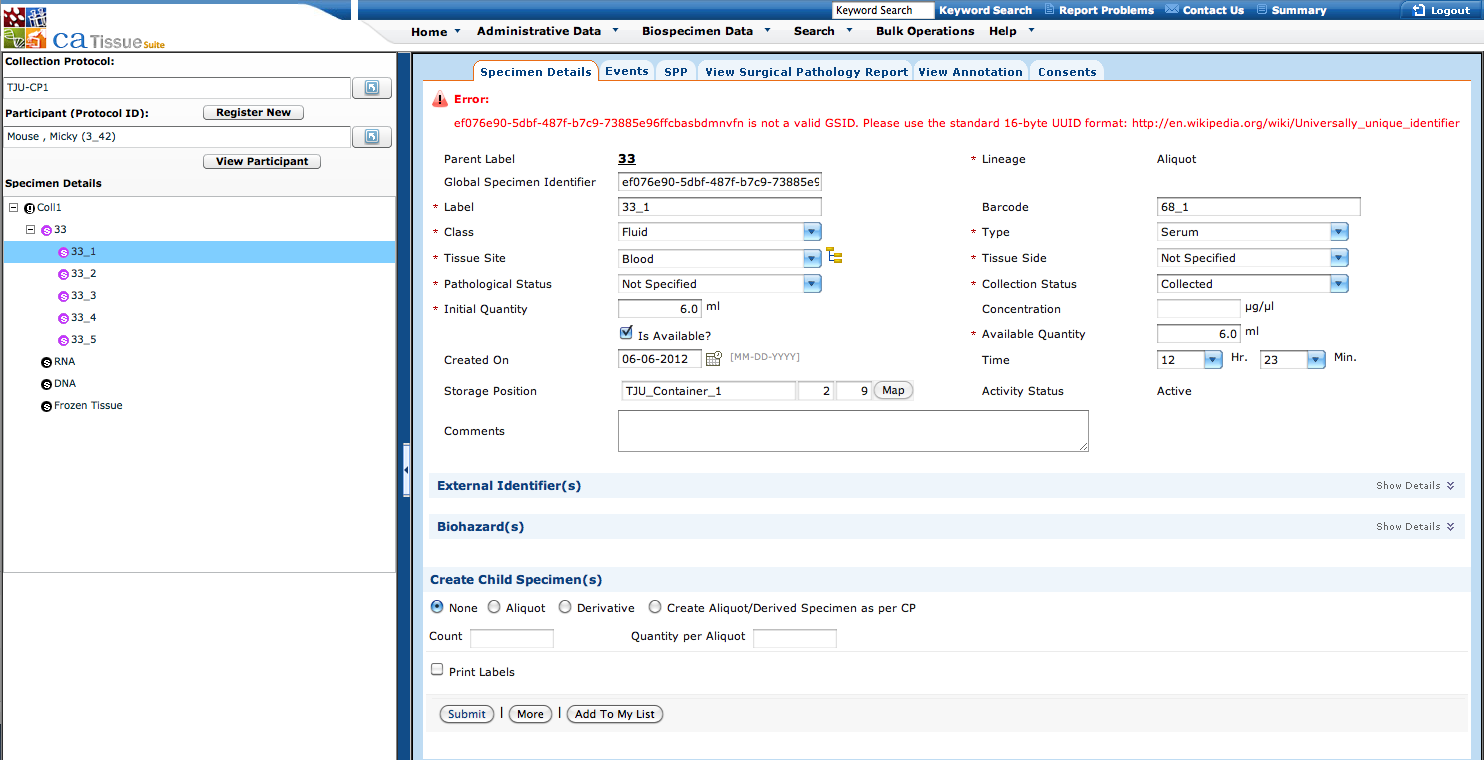 Keyword Search Keyword Search Report Problems Contact Us Summary Logout
Home Administrative Data Biospecimen Data Search Bulk Operations Help
ca Tissue Suite
Collection Protocol:
TJU-CP1
Participant (Protocol ID): Register New
Mouse , Micky (3_42)
View Participant
Specimen Details
Coll1
33
33_1
33_2
33_3
33_4
33_5
RNA
DNA
Frozen Tissue
Specimen Details Events SPP View Surgical Pathology Report View Annotation Consents
Error:
ef076e90-5dbf-487f-b7c9-73885e96ffcbasbdmnvfn is not a valid GSID. Please use the standard 16-byte UUID format: http://en.wikipedia.org/wiki/Universally_unique_identifier
Parent Label 33 * Lineage Aliquot
Global Specimen Identifier ef076e90-5dbf-487f-b7c9-73885e9
* Label 33_1 Barcode 68_1
* Class Fluid * Type Serum
* Tissue Site Blood * Tissue Side Not Specified
* Pathological Status Not Specified * Collection Status Collected
* Initial Quantity 6.0 ml Concentration µg/µl
Is Available? * Available Quantity 6.0 ml
Created On 06-06-2012 [MM-DD-YYYY] Time 12 Hr. 23 Min.
Storage Position TJU_Container_1 2 9 Map Activity Status Active
Comments
External Identifier(s) Show Details
Biohazard(s) Show Details
Create Child Specimen(s)
None Aliquot Derivative Create Aliquot/Derived Specimen as per CP
Count Quantity per Aliquot
Print Labels
Submit | More | Add To My List